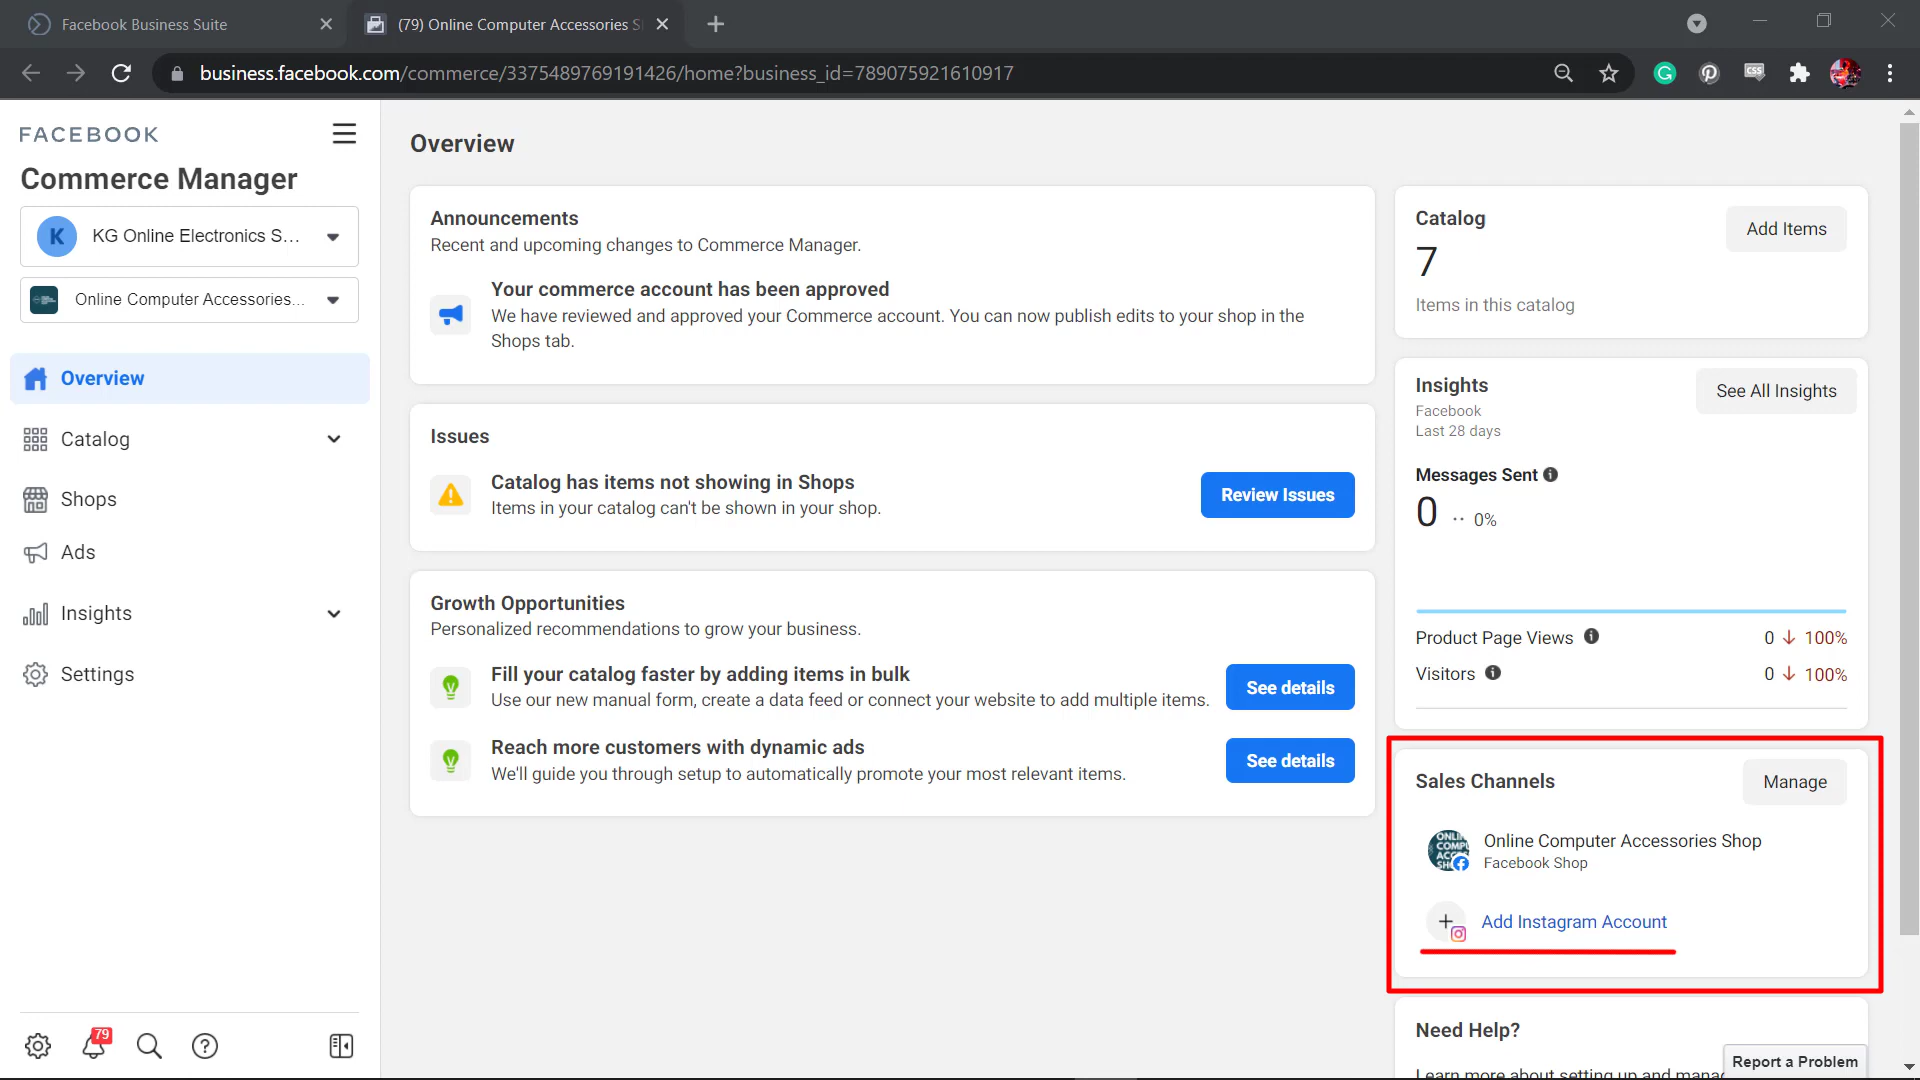 Facebook Business Suite
(79) Online Computer Accessories S
business.facebook.com/commerce/3375489769191426/home?business_id=789075921610917
CSS
FACEBOOK
Commerce Manager
K
KG Online Electronics S...
Online Computer Accessories...
Overview
Catalog
Shops
Ads
Insights
Settings
79
Overview
Announcements
Recent and upcoming changes to Commerce Manager.
Your commerce account has been approved
We have reviewed and approved your Commerce account. You can now publish edits to your shop in the
Shops tab.
Issues
Catalog has items not showing in Shops
Items in your catalog can't be shown in your shop.
Review Issues
Growth Opportunities
Personalized recommendations to grow your business.
Fill your catalog faster by adding items in bulk
Use our new manual form, create a data feed or connect your website to add multiple items.
See details
Reach more customers with dynamic ads
We'll guide you through setup to automatically promote your most relevant items.
See details
Catalog
Add Items
7
Items in this catalog
Insights
See All Insights
Facebook
Last 28 days
Messages Sent
0 -- 0%
Product Page Views 0 ↓ 100%
Visitors 0 ↓ 100%
Sales Channels
Manage
Online Computer Accessories Shop
Facebook Shop
Add Instagram Account
Need Help?
Learn more about setting up and mana
Report a Problem